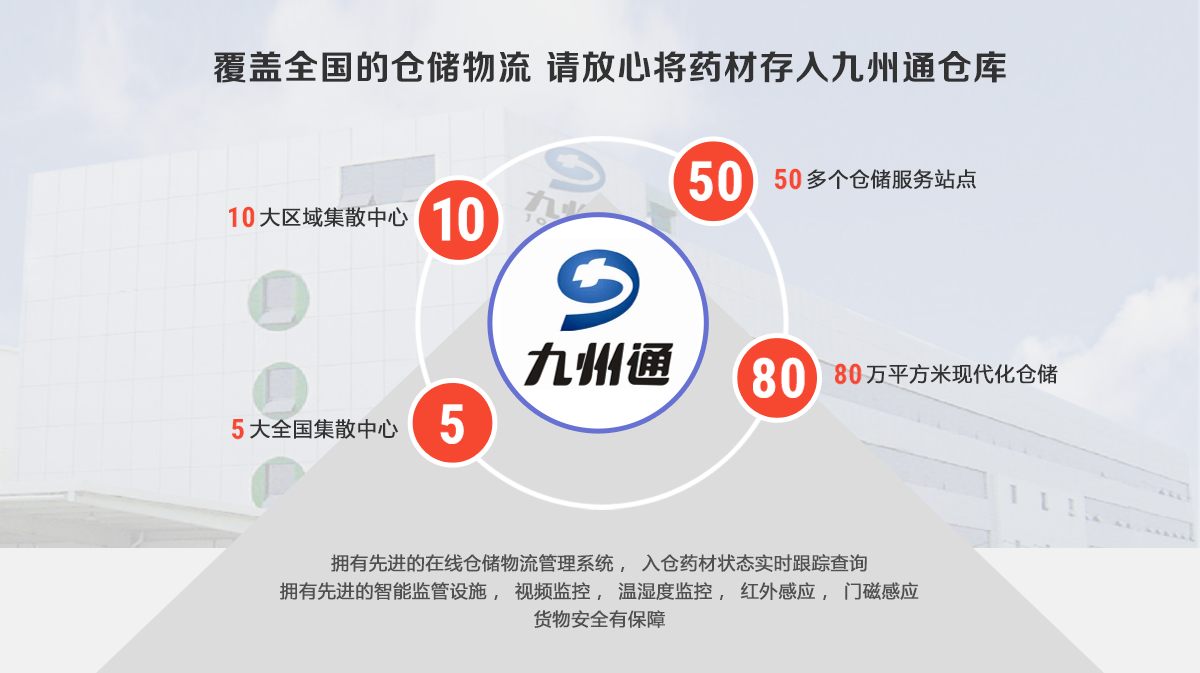 覆盖全国的仓储物流 请放心将药材存入九州通仓库
50
50多个仓储服务站点
10大区域集散中心
10
九州通
80
80万平方米现代化仓储
5大全国集散中心
5
拥有先进的在线仓储物流管理系统， 入仓药材状态实时跟踪查询
拥有先进的智能监管设施， 视频监控， 温湿度监控， 红外感应， 门磁感应
货物安全有保障